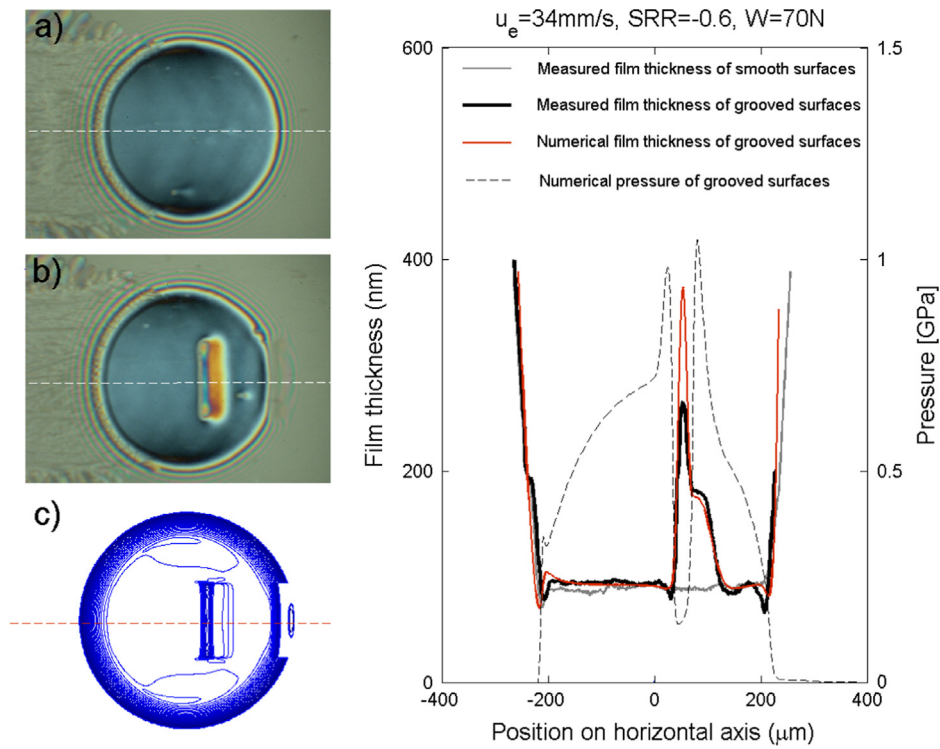 a)
b)
c)
u_e=34mm/s, SRR=-0.6, W=70N
Measured film thickness of smooth surfaces
Measured film thickness of grooved surfaces
Numerical film thickness of grooved surfaces
Numerical pressure of grooved surfaces
Film thickness (nm)
600
400
200
0
Pressure [GPa]
1.5
1
0.5
0
-400
-200
0
200
400
Position on horizontal axis (μm)